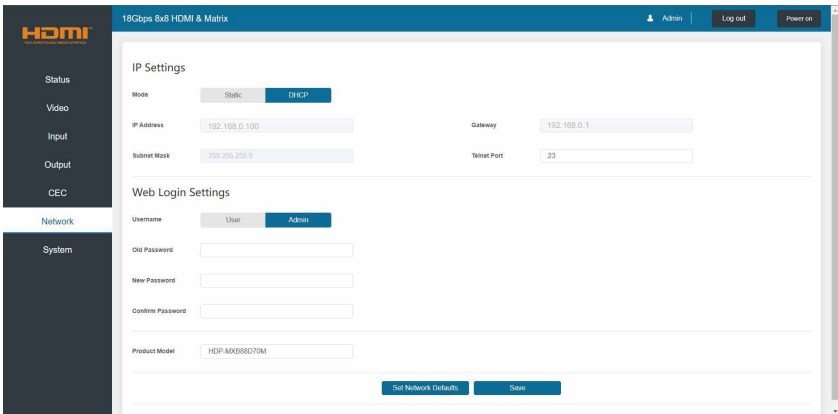 HDMI
18Gbps 8x8 HDMI & Matrix
Admin
Log out
Power on
Status
Video
Input
Output
CEC
Network
System
IP Settings
Mode
Static
DHCP
IP Address
192.168.0.100
Gateway
192.168.0.1
Subnet Mask
255.255.255.0
Telnet Port
23
Web Login Settings
Username
User
Admin
Old Password
New Password
Confirm Password
Product Model
HDP-MXB88D70M
Set Network Defaults
Save